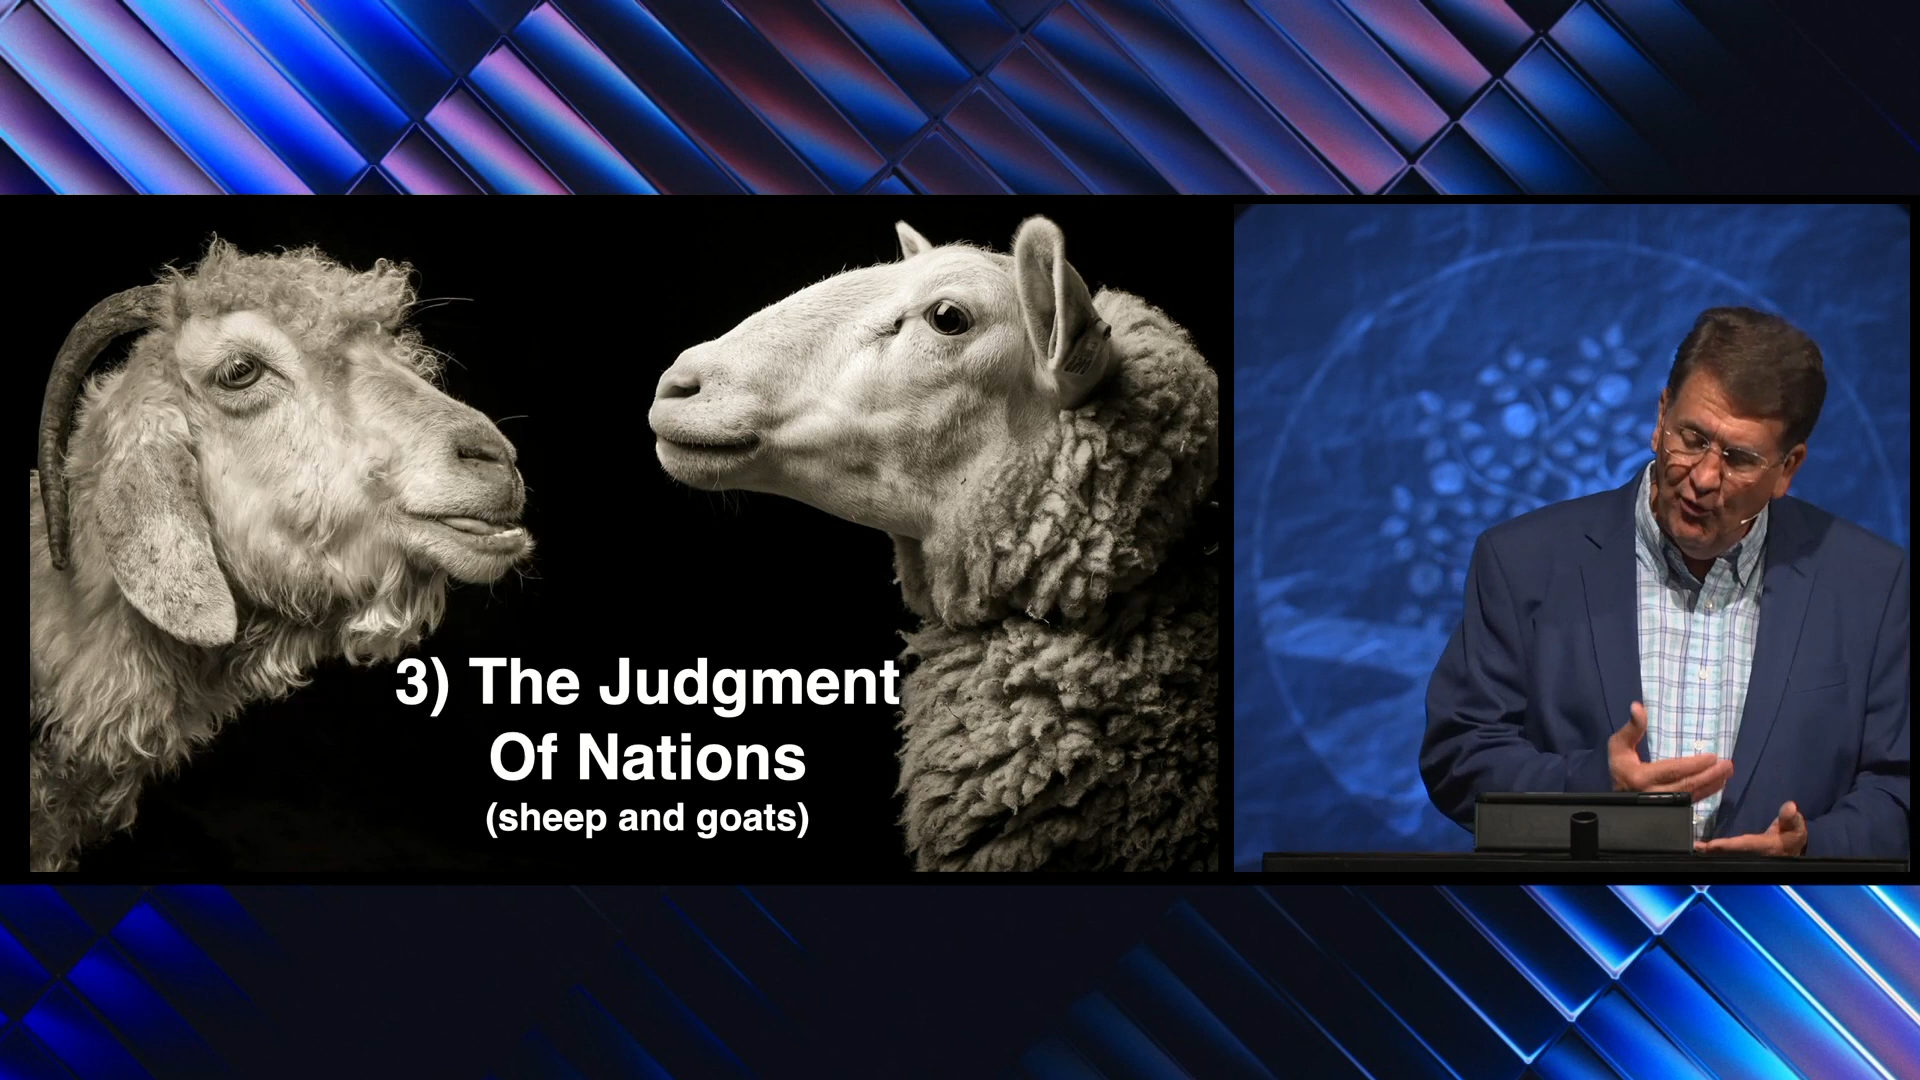 3) The Judgment
Of Nations
(sheep and goats)